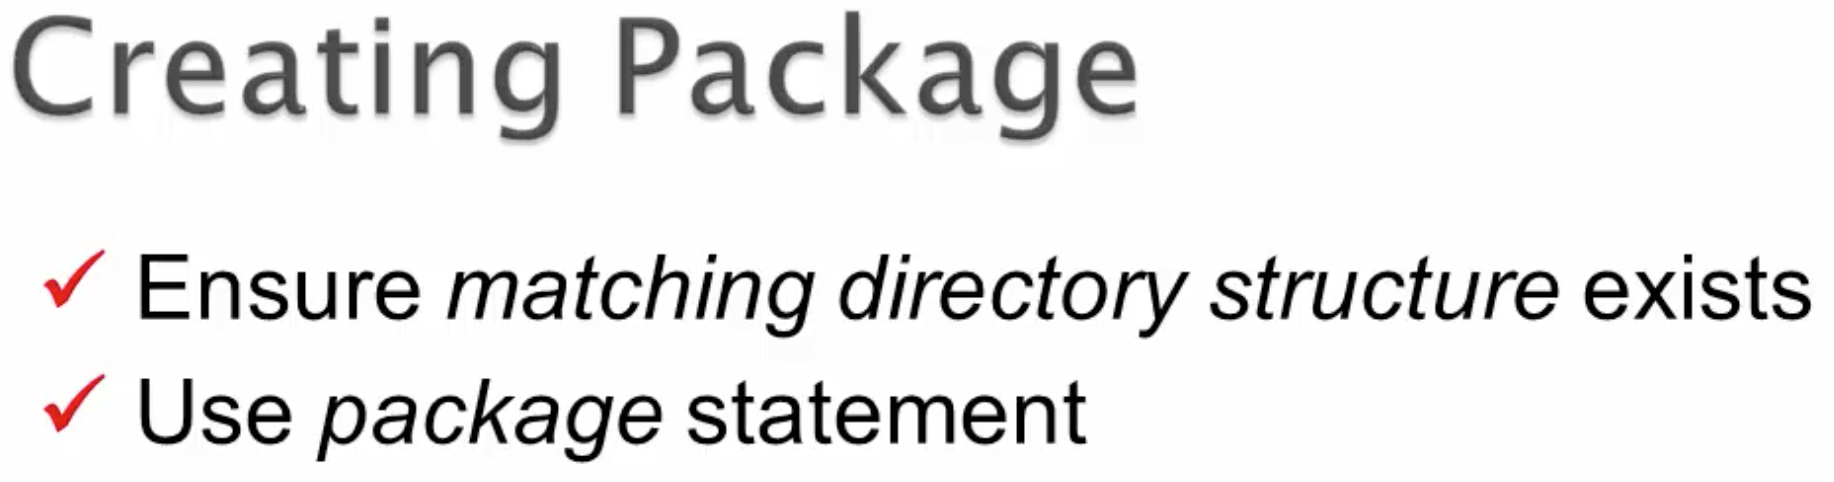 Creating Package
Ensure matching directory structure exists
Use package statement